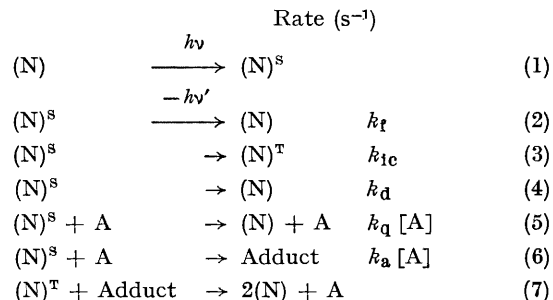 Rate (s⁻¹)
(N) hν → (N)ˢ (1)
(N)ˢ −hν′ → (N) k_f (2)
(N)ˢ → (N)ᵀ k_ic (3)
(N)ˢ → (N) k_d (4)
(N)ˢ + A → (N) + A k_q [A] (5)
(N)ˢ + A → Adduct k_a [A] (6)
(N)ᵀ + Adduct → 2(N) + A (7)